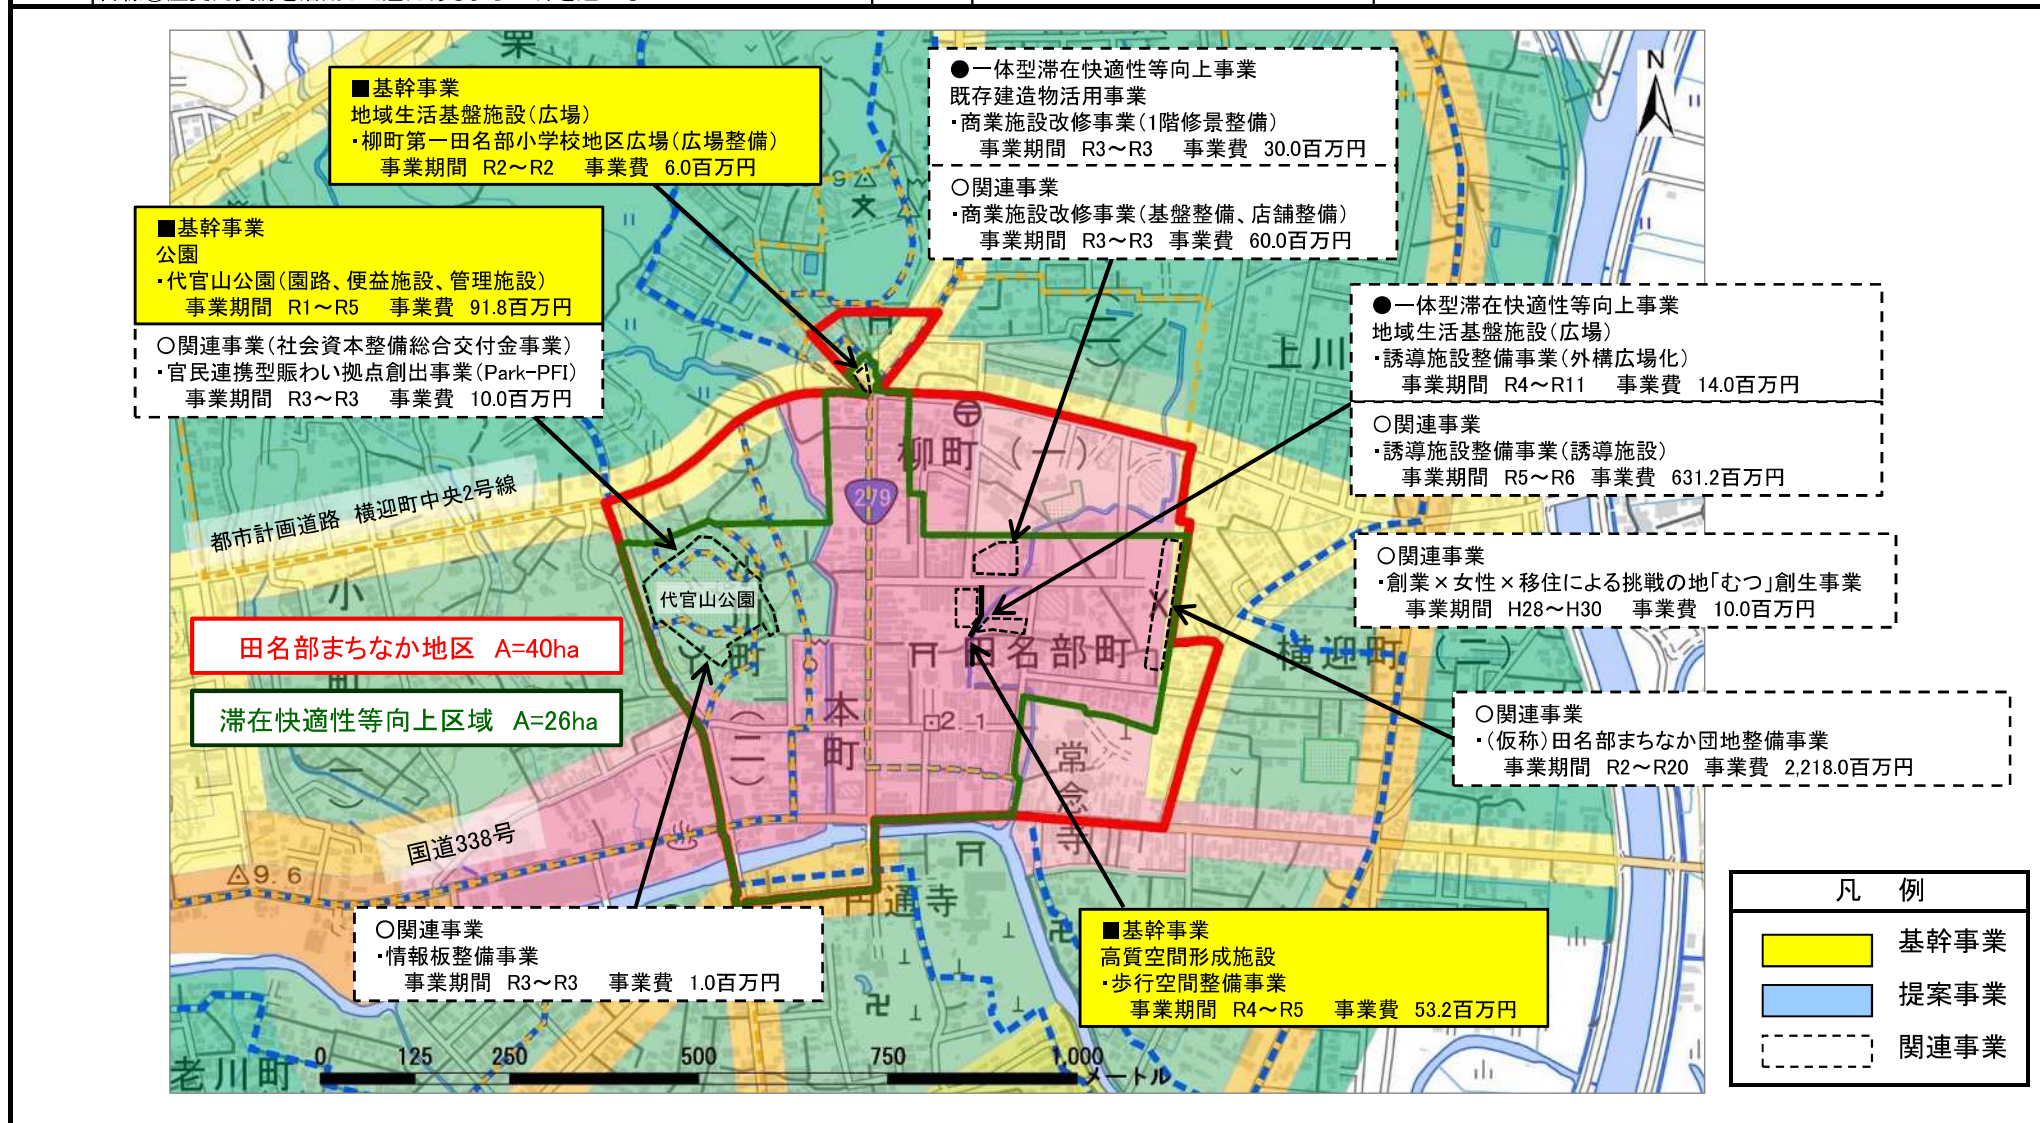 ■基幹事業
地域生活基盤施設(広場)
・柳町第一田名部小学校地区広場(広場整備)
事業期間 R2～R2 事業費 6.0百万円
●一体型滞在快適性等向上事業
既存建造物活用事業
・商業施設改修事業(1階修景整備)
事業期間 R3～R3 事業費 30.0百万円
○関連事業
・商業施設改修事業(基盤整備、店舗整備)
事業期間 R3～R3 事業費 60.0百万円
N
■基幹事業
公園
・代官山公園(園路、便益施設、管理施設)
事業期間 R1～R5 事業費 91.8百万円
○関連事業(社会資本整備総合交付金事業)
・官民連携型賑わい拠点創出事業(Park-PFI)
事業期間 R3～R3 事業費 10.0百万円
●一体型滞在快適性等向上事業
地域生活基盤施設(広場)
・誘導施設整備事業(外構広場化)
事業期間 R4～R11 事業費 14.0百万円
○関連事業
・誘導施設整備事業(誘導施設)
事業期間 R5～R6 事業費 631.2百万円
○関連事業
・創業×女性×移住による挑戦の地「むつ」創生事業
事業期間 H28～H30 事業費 10.0百万円
○関連事業
・(仮称)田名部まちなか団地整備事業
事業期間 R2～R20 事業費 2,218.0百万円
栗
上川
柳町(一)
279
都市計画道路 横迎町中央2号線
代官山公園
田名部まちなか地区 A=40ha
滞在快適性等向上区域 A=26ha
小
田名部町
横迎町(二)
本町
(二)
2.1
常念寺
国道338号
9.6
円通寺
老川町
○関連事業
・情報板整備事業
事業期間 R3～R3 事業費 1.0百万円
■基幹事業
高質空間形成施設
・歩行空間整備事業
事業期間 R4～R5 事業費 53.2百万円
0 125 250 500 750 1,000
メートル
凡 例
基幹事業
提案事業
関連事業